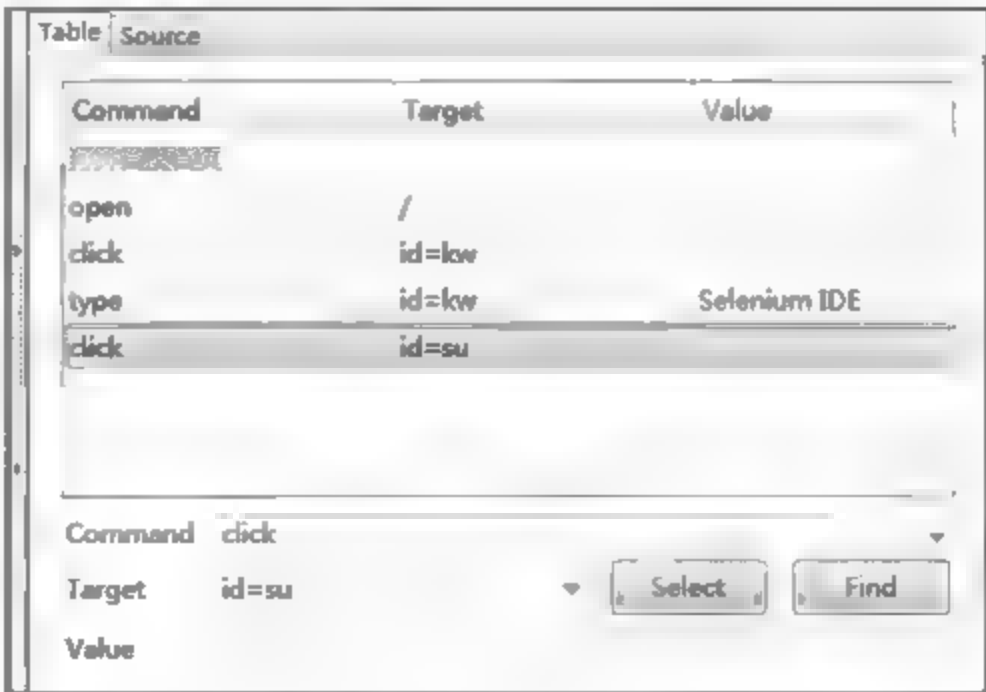 Table Source
Command Target Value
open /
click id=kw
type id=kw Selenium IDE
click id=su
Command click
Target id=su Select Find
Value